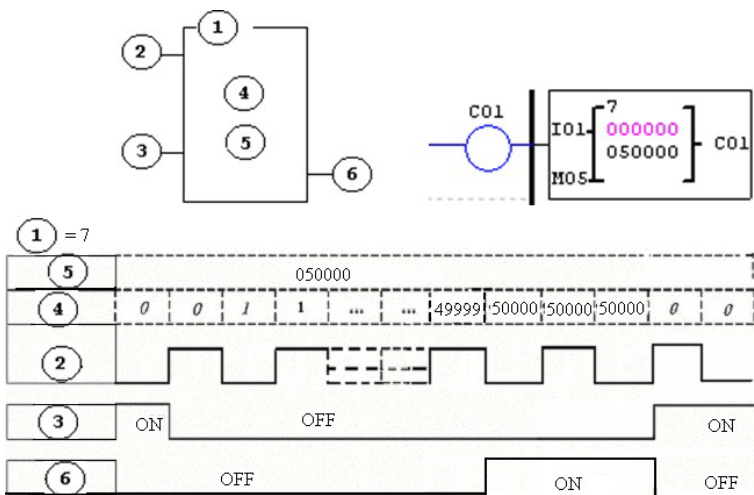 1
2
3
4
5
6
C01
7
I01
000000
050000
C01
M05
1 = 7
5 050000
4 0 0 1 1 ... ... 49999 50000 50000 50000 0 0
2
3 ON OFF ON
6 OFF ON OFF